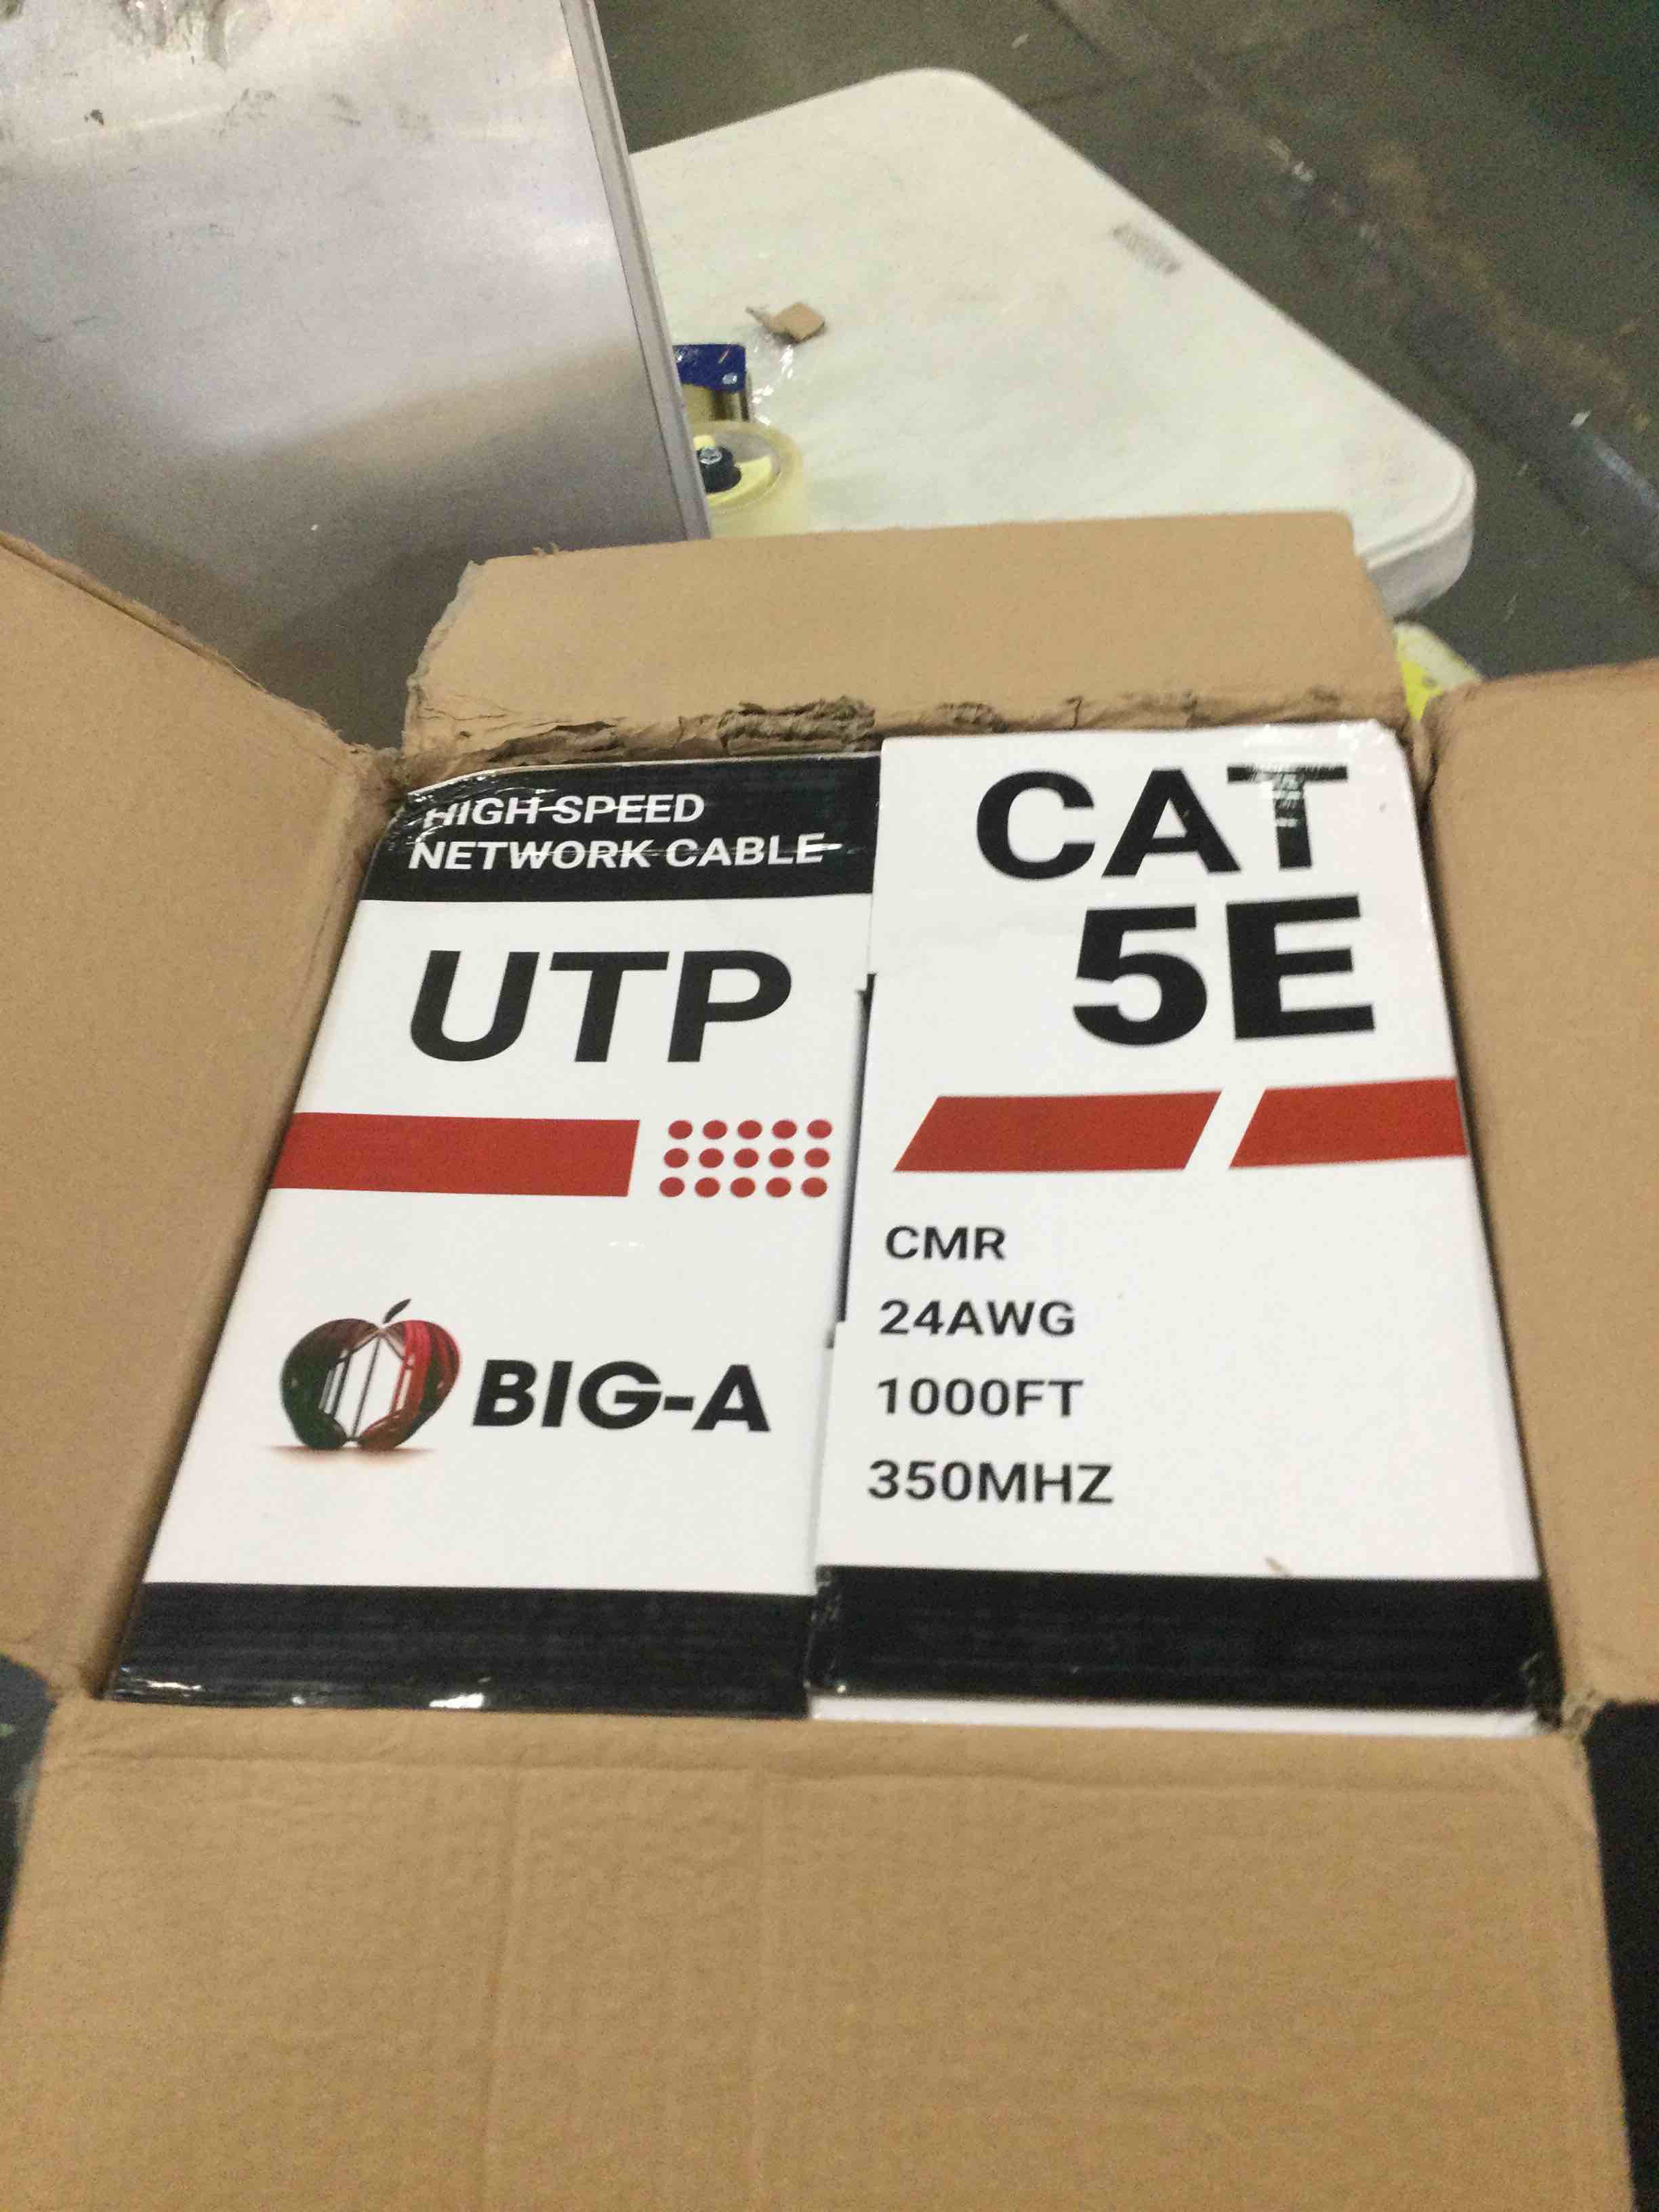 HIGH SPEED
NETWORK CABLE
UTP
BIG-A
CAT
5E
CMR
24AWG
1000FT
350MHZ